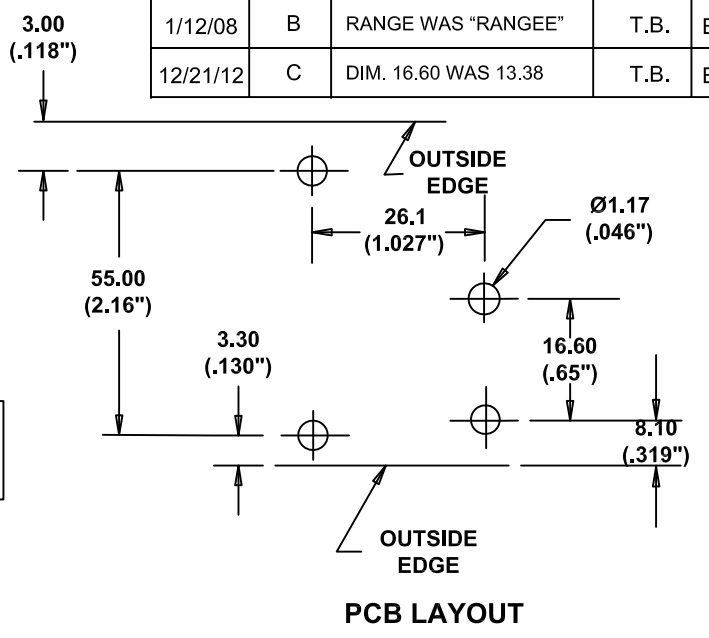 1/12/08 B RANGE WAS “RANGEE” T.B.
12/21/12 C DIM. 16.60 WAS 13.38 T.B.
3.00
(.118")
OUTSIDE
EDGE
26.1
(1.027")
Ø1.17
(.046")
55.00
(2.16")
3.30
(.130")
16.60
(.65")
8.10
(.319")
OUTSIDE
EDGE
PCB LAYOUT